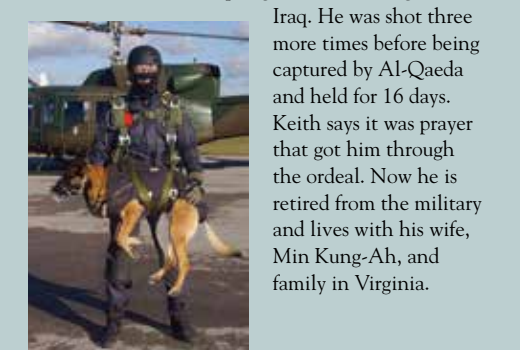 Iraq. He was shot three
more times before being
captured by Al-Qaeda
and held for 16 days.
Keith says it was prayer
that got him through
the ordeal. Now he is
retired from the military
and lives with his wife,
Min Kung-Ah, and
family in Virginia.